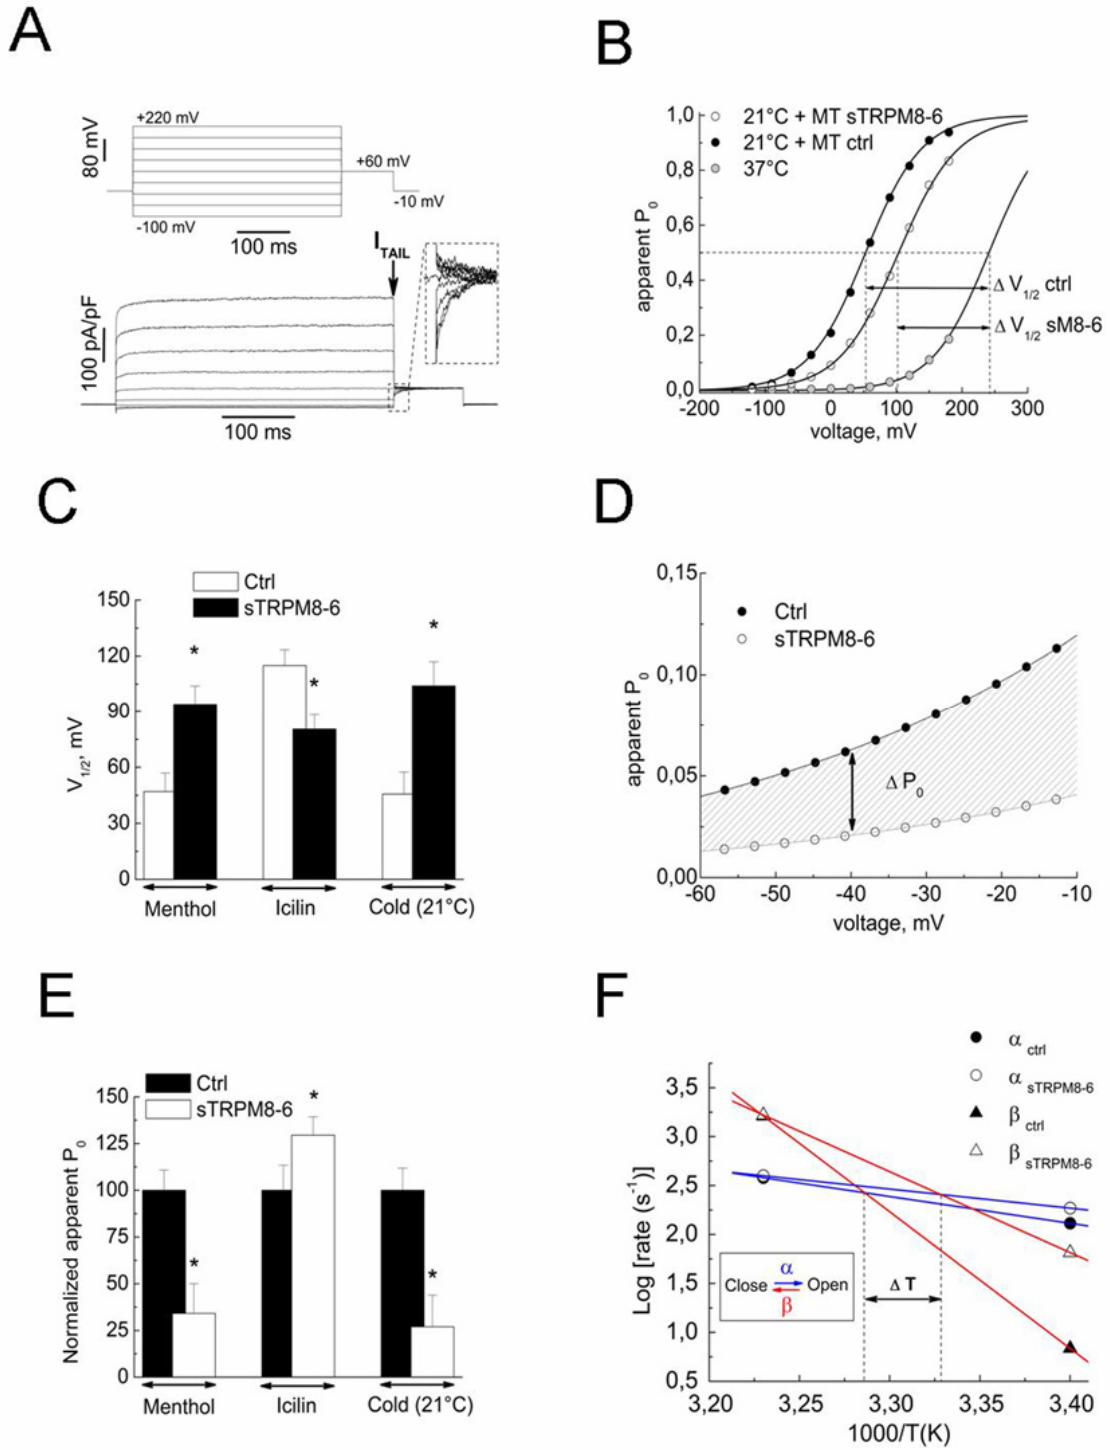 A
+220 mV
80 mV
+60 mV
-10 mV
-100 mV
100 ms
I TAIL
100 pA/pF
100 ms
B
21°C + MT sTRPM8-6
21°C + MT ctrl
37°C
apparent P0
1,0
0,8
0,6
0,4
0,2
0,0
Δ V1/2 ctrl
Δ V1/2 sM8-6
-200 -100 0 100 200 300
voltage, mV
C
Ctrl
sTRPM8-6
V1/2, mV
150
120
90
60
30
0
*
*
*
Menthol Icilin Cold (21°C)
D
Ctrl
sTRPM8-6
apparent P0
0,15
0,10
0,05
0,00
Δ P0
-60 -50 -40 -30 -20 -10
voltage, mV
E
Ctrl
sTRPM8-6
Normalized apparent P0
150
125
100
75
50
25
0
*
*
*
Menthol Icilin Cold (21°C)
F
α ctrl
α sTRPM8-6
β ctrl
β sTRPM8-6
Log [rate (s-1)]
3,5
3,0
2,5
2,0
1,5
1,0
0,5
α
Close Open
β
Δ T
3,20 3,25 3,30 3,35 3,40
1000/T(K)